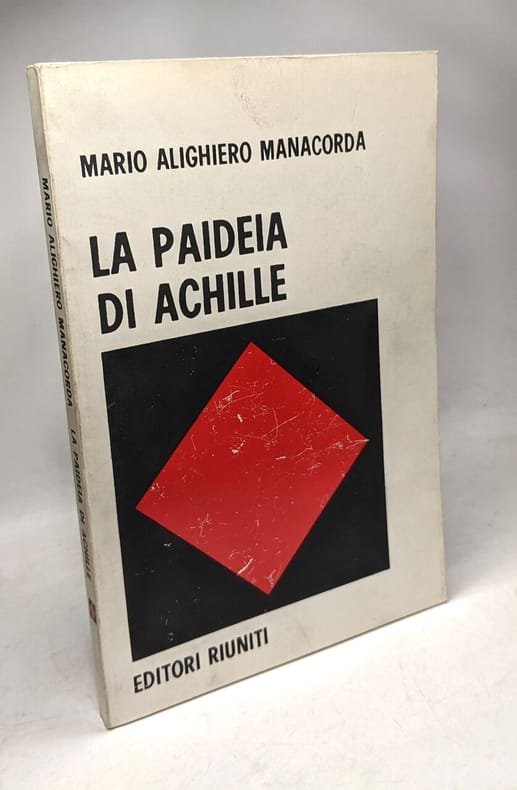 MARIO ALIGHIERO MANACORDA
LA PAIDEIA
DI ACHILLE
EDITORI RIUNITI
MARIO ALIGHIERO MANACORDA LA PAIDEIA DI ACHILLE